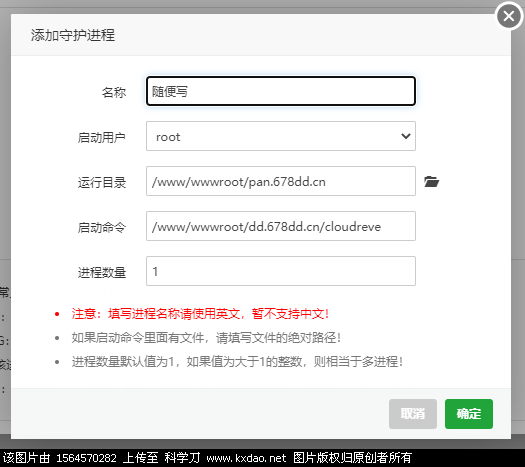 添加守护进程
名称
随便写
启动用户
root
运行目录
/www/wwwroot/pan.678dd.cn
启动命令
/www/wwwroot/dd.678dd.cn/cloudreve
进程数量
1
注意：填写进程名称请使用英文，暂不支持中文！
如果启动命令里面有文件，请填写文件的绝对路径！
进程数量默认值为1，如果值为大于1的整数，则相当于多进程！
取消
确定
该图片由 1564570282 上传至 科学刀 www.kxdao.net 图片版权归原创者所有